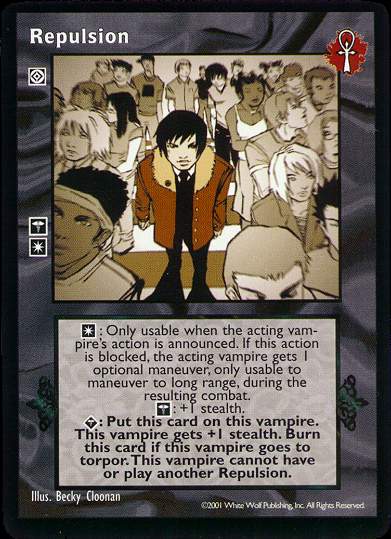 Repulsion
: Only usable when the acting vam-
pire's action is announced. If this
action is blocked, the acting vampire gets 1
optional maneuver, only usable to
maneuver to long range, during the
resulting combat.
: +1 stealth.
: Put this card on this vampire.
This vampire gets +1 stealth. Burn
this card if this vampire goes to
torpor. This vampire cannot have
or play another Repulsion.
Illus. Becky Cloonan
©2001 White Wolf Publishing, Inc. All Rights Reserved.